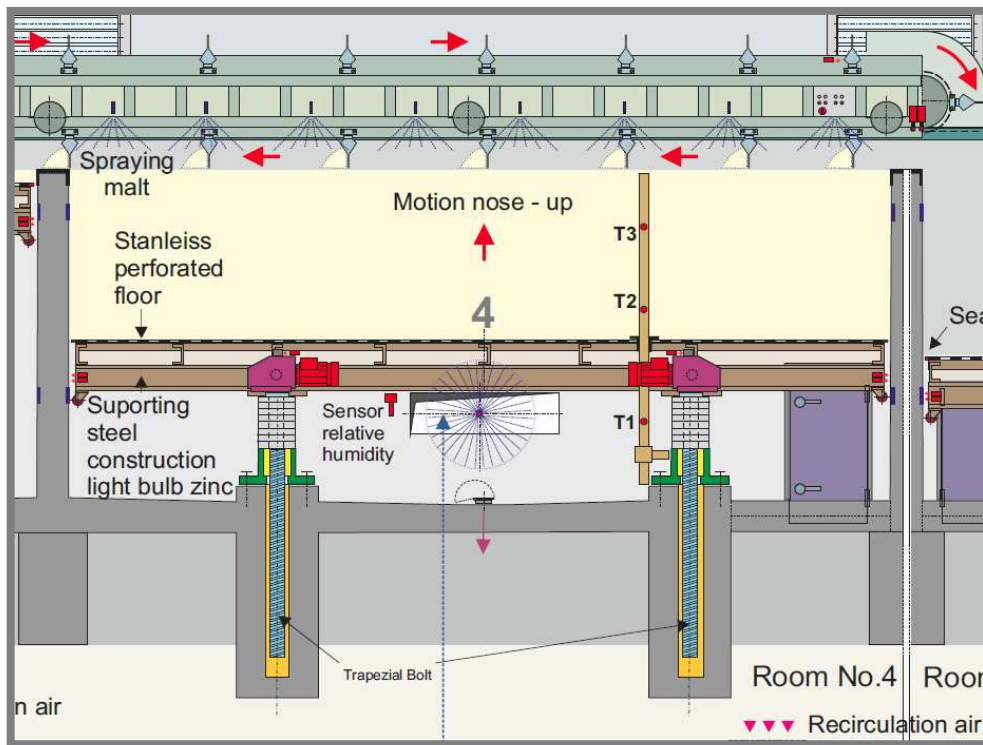 Spraying
malt
Motion nose - up
T3
Stanleiss
perforated
floor
T2
4
Sea
Suporting
steel
construction
light bulb zinc
Sensor
relative
humidity
T1
Trapezial Bolt
Room No.4
Roor
n air
Recirculation air